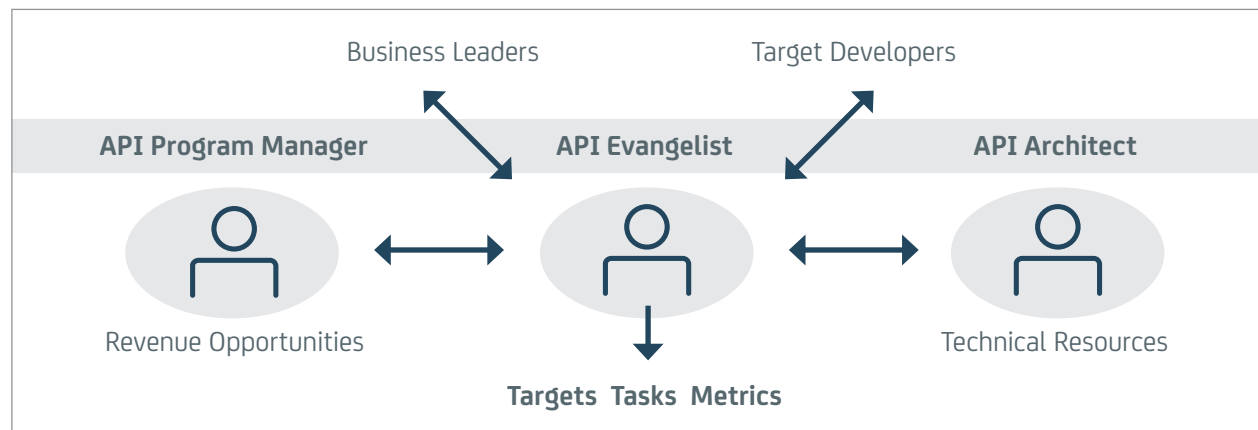 Business Leaders
Target Developers
API Program Manager
API Evangelist
API Architect
Revenue Opportunities
Technical Resources
Targets Tasks Metrics